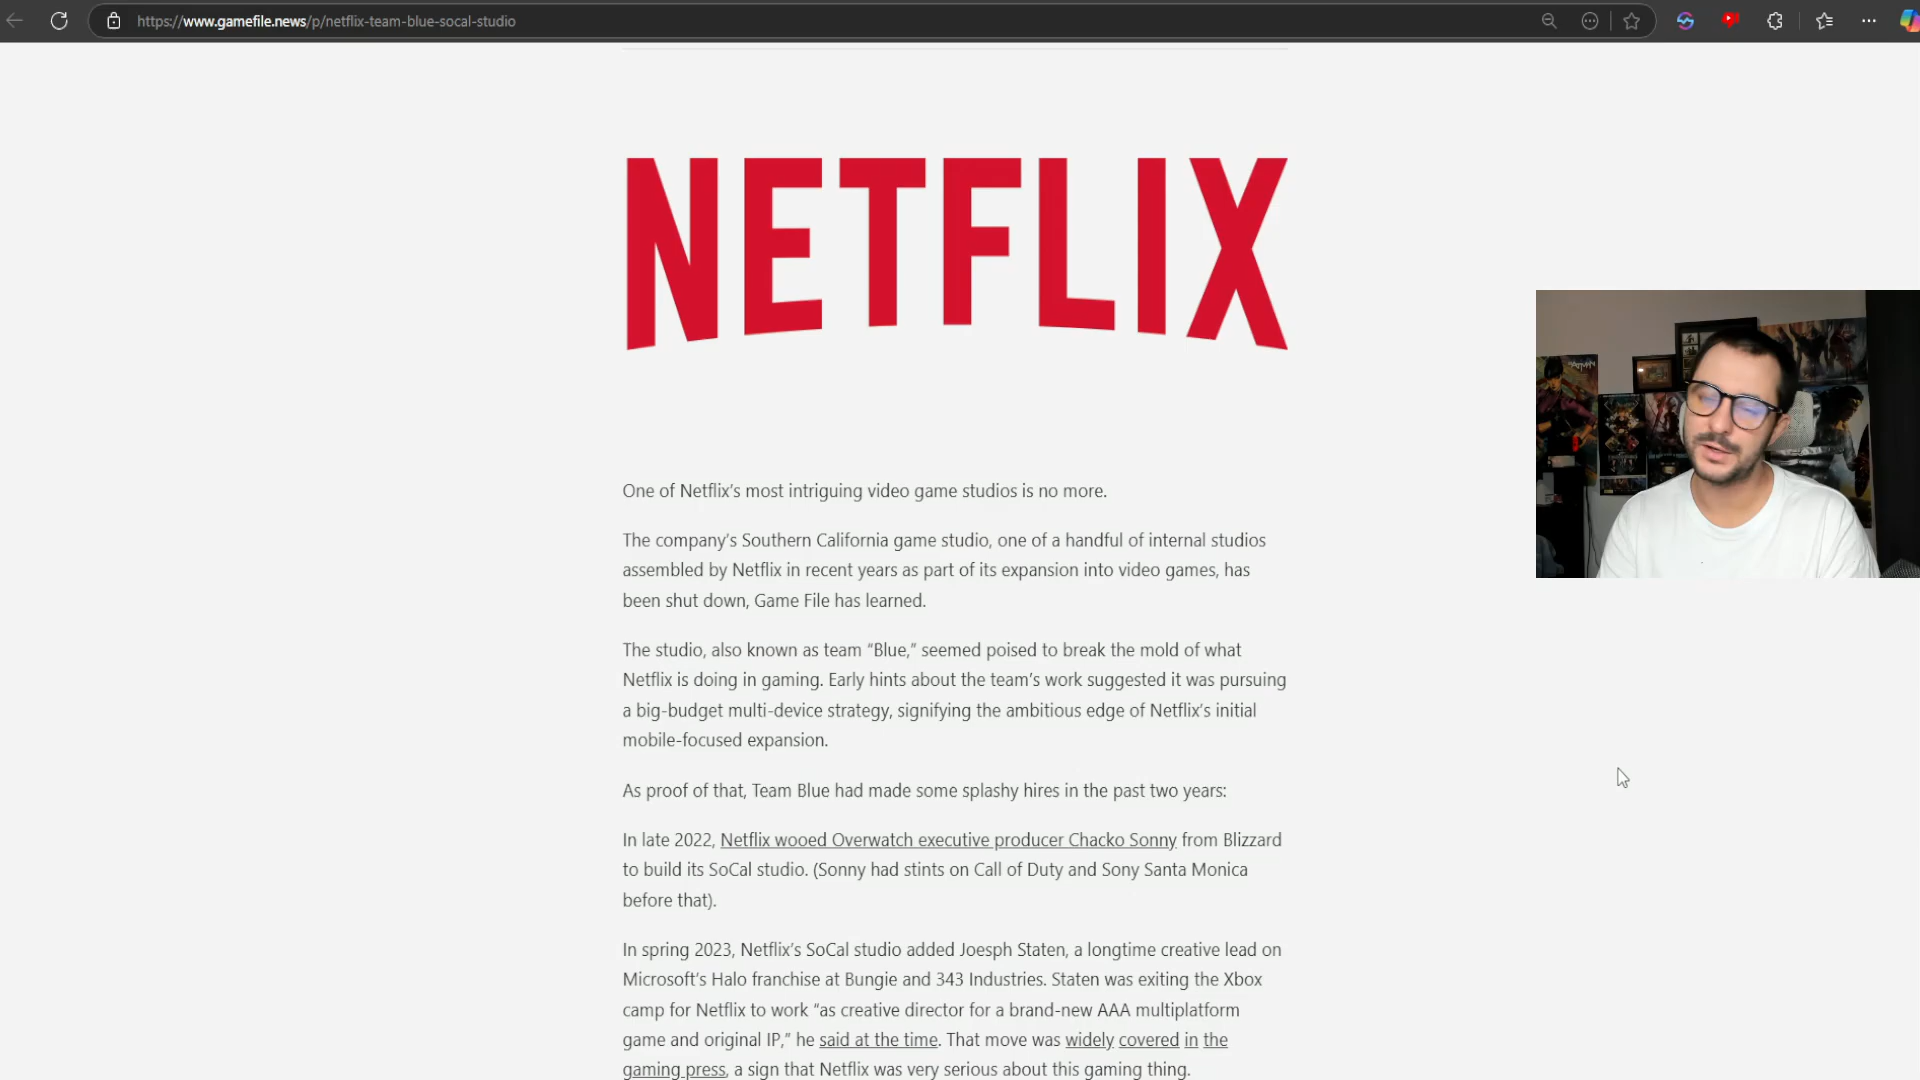 https://www.gamefile.news/p/netflix-team-blue-socal-studio
NETFLIX
One of Netflix’s most intriguing video game studios is no more.
The company’s Southern California game studio, one of a handful of internal studios
assembled by Netflix in recent years as part of its expansion into video games, has
been shut down, Game File has learned.
The studio, also known as team “Blue,” seemed poised to break the mold of what
Netflix is doing in gaming. Early hints about the team’s work suggested it was pursuing
a big-budget multi-device strategy, signifying the ambitious edge of Netflix’s initial
mobile-focused expansion.
As proof of that, Team Blue had made some splashy hires in the past two years:
In late 2022, Netflix wooed Overwatch executive producer Chacko Sonny from Blizzard
to build its SoCal studio. (Sonny had stints on Call of Duty and Sony Santa Monica
before that).
In spring 2023, Netflix’s SoCal studio added Joesph Staten, a longtime creative lead on
Microsoft’s Halo franchise at Bungie and 343 Industries. Staten was exiting the Xbox
camp for Netflix to work “as creative director for a brand-new AAA multiplatform
game and original IP,” he said at the time. That move was widely covered in the
gaming press, a sign that Netflix was very serious about this gaming thing.